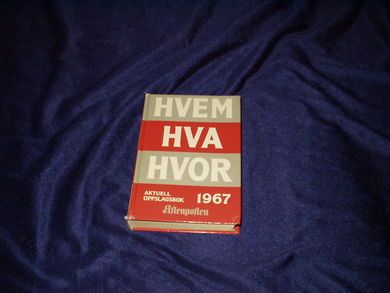 HVEM
HVA
HVOR
AKTUELL
OPPSLAGSBOK 1967
Aftenposten